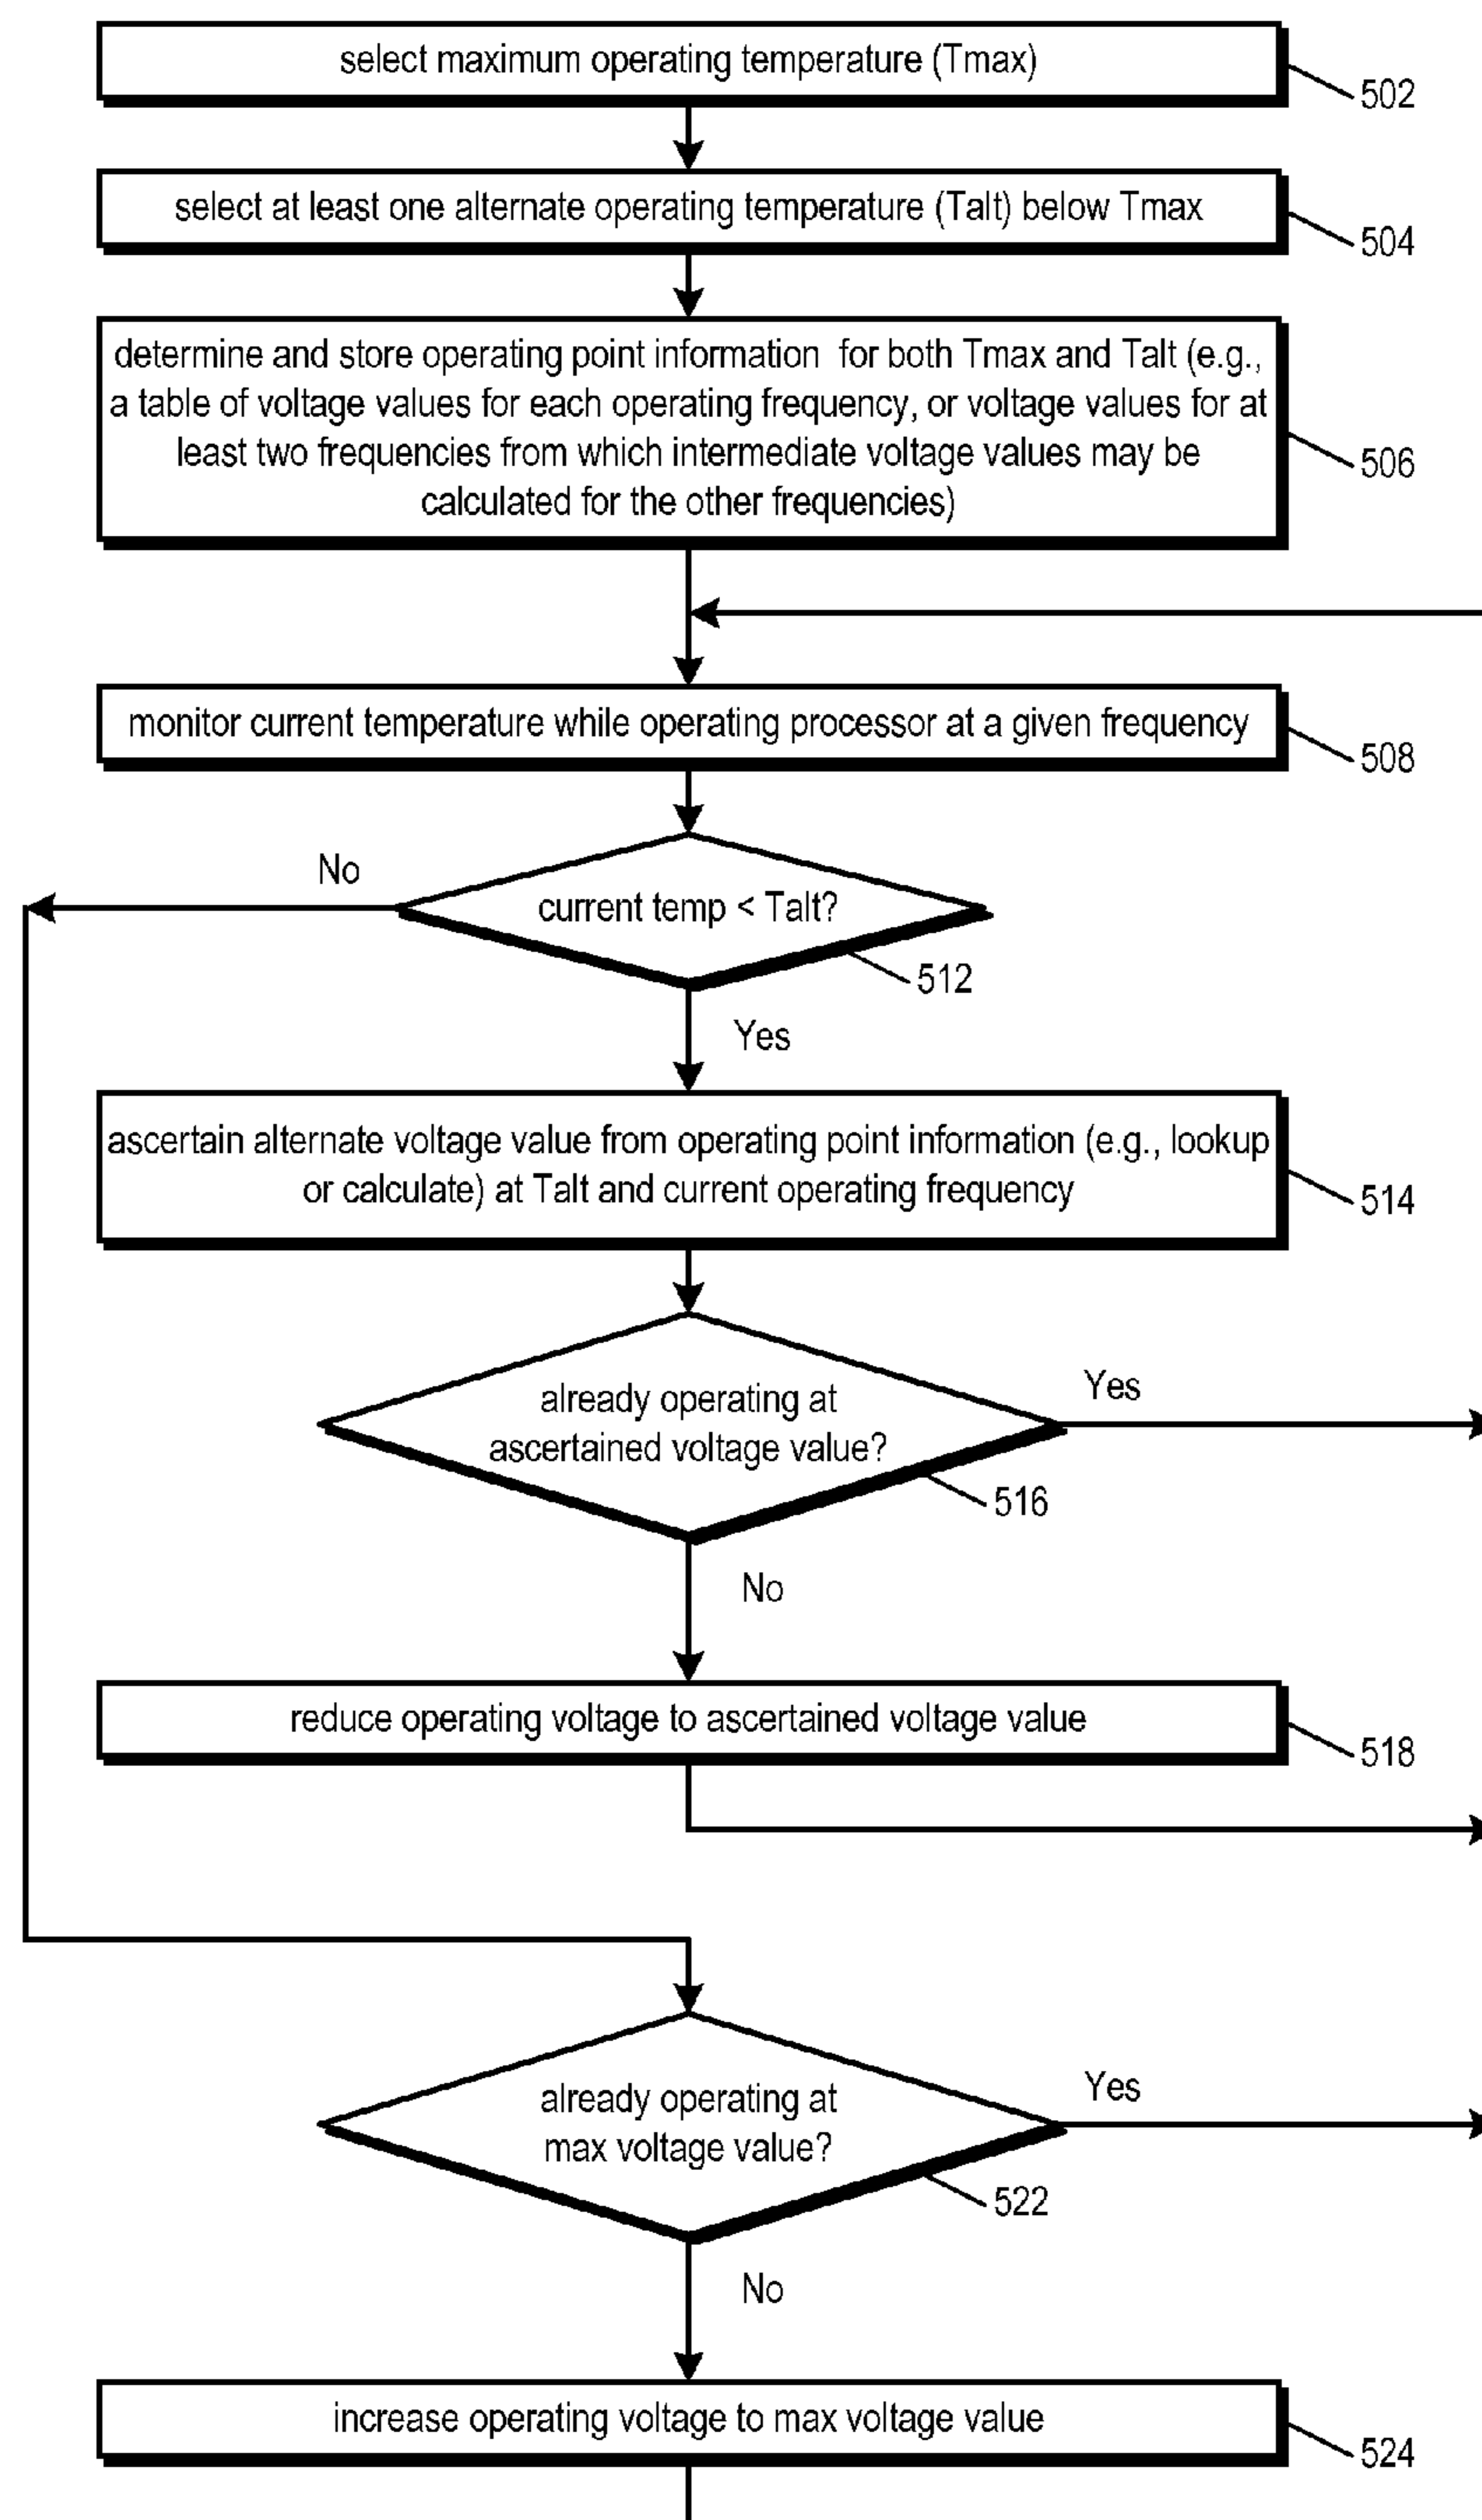 select maximum operating temperature (Tmax)
502
select at least one alternate operating temperature (Talt) below Tmax
504
determine and store operating point information for both Tmax and Talt (e.g.,
a table of voltage values for each operating frequency, or voltage values for at
least two frequencies from which intermediate voltage values may be
calculated for the other frequencies)
506
monitor current temperature while operating processor at a given frequency
508
No
current temp < Talt?
512
Yes
ascertain alternate voltage value from operating point information (e.g., lookup
or calculate) at Talt and current operating frequency
514
already operating at
ascertained voltage value?
Yes
516
No
reduce operating voltage to ascertained voltage value
518
already operating at
max voltage value?
Yes
522
No
increase operating voltage to max voltage value
524